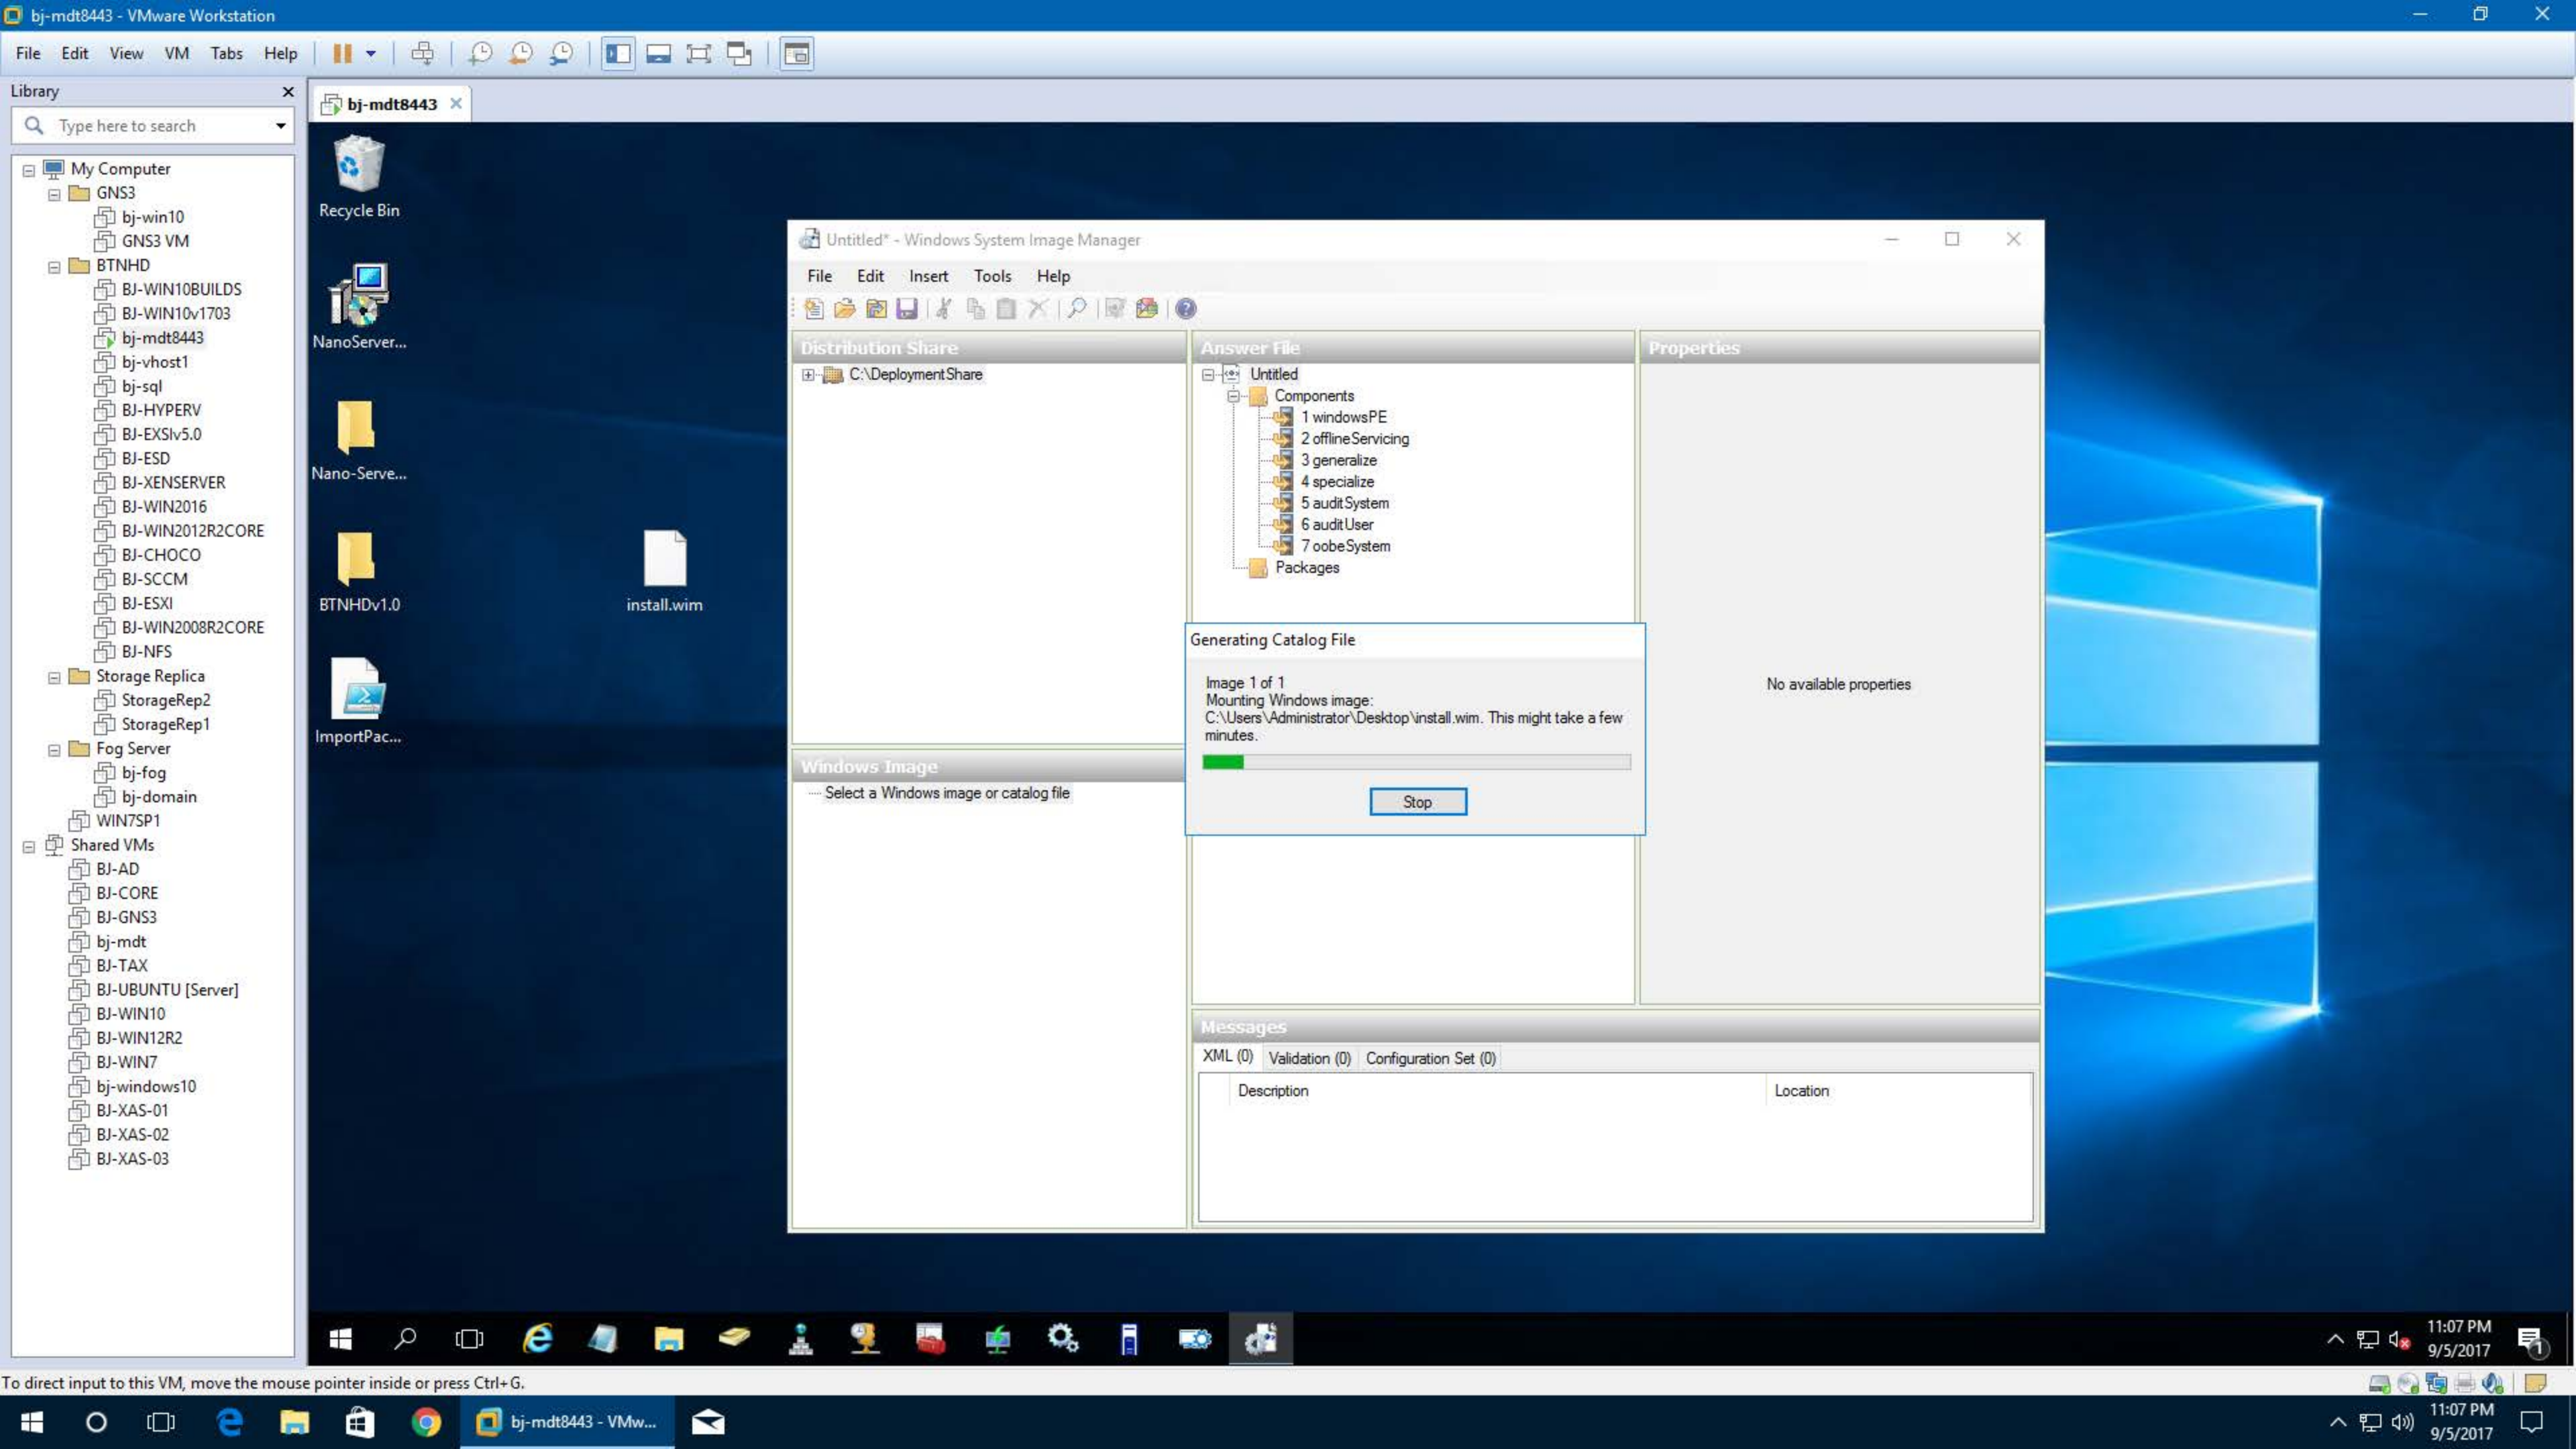 bj-mdt8443 - VMware Workstation
File Edit View VM Tabs Help
Library
Type here to search
My Computer
GNS3
bj-win10
GNS3 VM
BTNHD
BJ-WIN10BUILDS
BJ-WIN10v1703
bj-mdt8443
bj-vhost1
bj-sql
BJ-HYPERV
BJ-EXSIv5.0
BJ-ESD
BJ-XENSERVER
BJ-WIN2016
BJ-WIN2012R2CORE
BJ-CHOCO
BJ-SCCM
BJ-ESXI
BJ-WIN2008R2CORE
BJ-NFS
Storage Replica
StorageRep2
StorageRep1
Fog Server
bj-fog
bj-domain
WIN7SP1
Shared VMs
BJ-AD
BJ-CORE
BJ-GNS3
bj-mdt
BJ-TAX
BJ-UBUNTU [Server]
BJ-WIN10
BJ-WIN12R2
BJ-WIN7
bj-windows10
BJ-XAS-01
BJ-XAS-02
BJ-XAS-03
bj-mdt8443
Recycle Bin
NanoServer...
Nano-Serve...
BTNHDv1.0
install.wim
ImportPac...
Untitled* - Windows System Image Manager
File Edit Insert Tools Help
Distribution Share
C:\DeploymentShare
Windows Image
Select a Windows image or catalog file
Answer File
Untitled
Components
1 windowsPE
2 offlineServicing
3 generalize
4 specialize
5 auditSystem
6 auditUser
7 oobeSystem
Packages
Properties
No available properties
Generating Catalog File
Image 1 of 1
Mounting Windows image:
C:\Users\Administrator\Desktop\install.wim. This might take a few
minutes.
Stop
Messages
XML (0) Validation (0) Configuration Set (0)
Description Location
11:07 PM
9/5/2017
1
To direct input to this VM, move the mouse pointer inside or press Ctrl+G.
bj-mdt8443 - VMw...
11:07 PM
9/5/2017